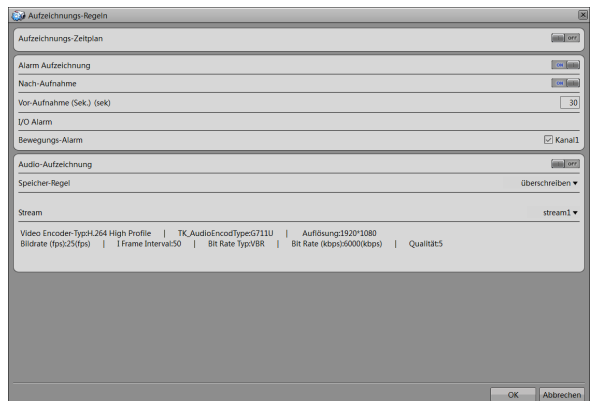 Aufzeichnungs-Regeln
Aufzeichnungs-Zeitplan OFF
Alarm Aufzeichnung ON
Nach-Aufnahme ON
Vor-Aufnahme (Sek.) (sek) 30
I/O Alarm
Bewegungs-Alarm Kanal1
Audio-Aufzeichnung OFF
Speicher-Regel überschreiben
Stream stream1
Video Encoder-Typ:H.264 High Profile | TK_AudioEncodType:G711U | Auflösung:1920*1080
Bildrate (fps):25(fps) | I Frame Interval:50 | Bit Rate Typ:VBR | Bit Rate (kbps):6000(kbps) | Qualität:5
OK Abbrechen